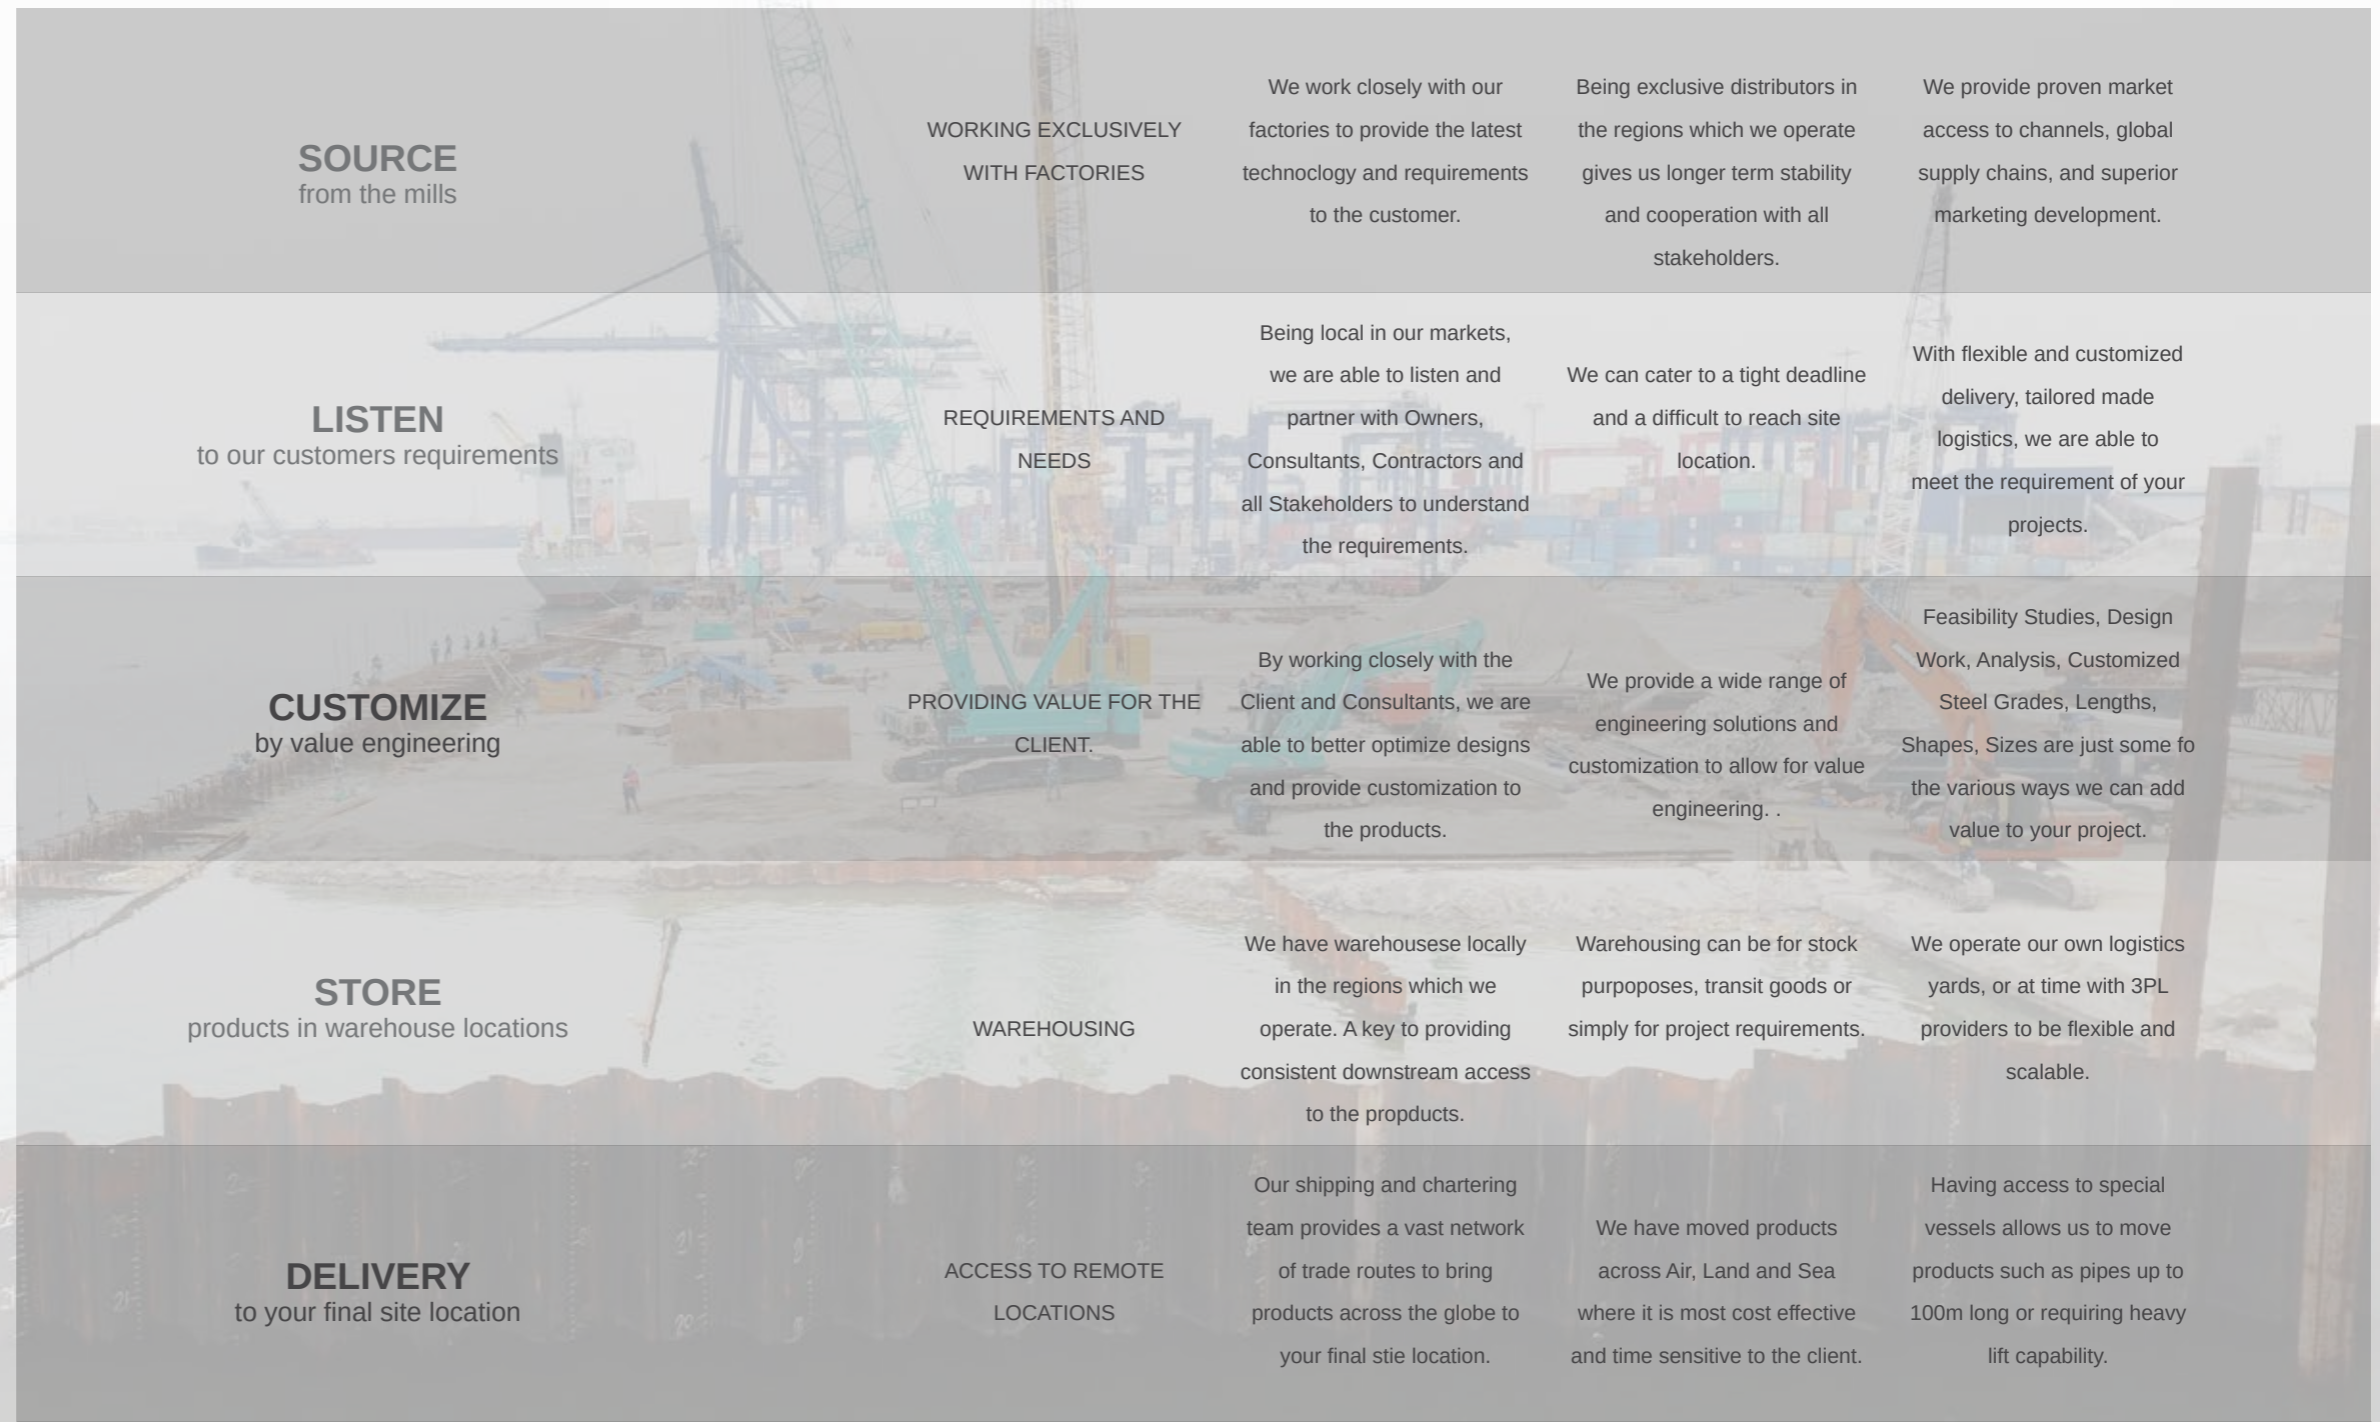 SOURCE
from the mills
WORKING EXCLUSIVELY
WITH FACTORIES
We work closely with our
factories to provide the latest
technoclogy and requirements
to the customer.
Being exclusive distributors in
the regions which we operate
gives us longer term stability
and cooperation with all
stakeholders.
We provide proven market
access to channels, global
supply chains, and superior
marketing development.
LISTEN
to our customers requirements
REQUIREMENTS AND
NEEDS
Being local in our markets,
we are able to listen and
partner with Owners,
Consultants, Contractors and
all Stakeholders to understand
the requirements.
We can cater to a tight deadline
and a difficult to reach site
location.
With flexible and customized
delivery, tailored made
logistics, we are able to
meet the requirement of your
projects.
CUSTOMIZE
by value engineering
PROVIDING VALUE FOR THE
CLIENT.
By working closely with the
Client and Consultants, we are
able to better optimize designs
and provide customization to
the products.
We provide a wide range of
engineering solutions and
customization to allow for value
engineering. .
Feasibility Studies, Design
Work, Analysis, Customized
Steel Grades, Lengths,
Shapes, Sizes are just some fo
the various ways we can add
value to your project.
STORE
products in warehouse locations
WAREHOUSING
We have warehousese locally
in the regions which we
operate. A key to providing
consistent downstream access
to the propducts.
Warehousing can be for stock
purpoposes, transit goods or
simply for project requirements.
We operate our own logistics
yards, or at time with 3PL
providers to be flexible and
scalable.
DELIVERY
to your final site location
ACCESS TO REMOTE
LOCATIONS
Our shipping and chartering
team provides a vast network
of trade routes to bring
products across the globe to
your final stie location.
We have moved products
across Air, Land and Sea
where it is most cost effective
and time sensitive to the client.
Having access to special
vessels allows us to move
products such as pipes up to
100m long or requiring heavy
lift capability.